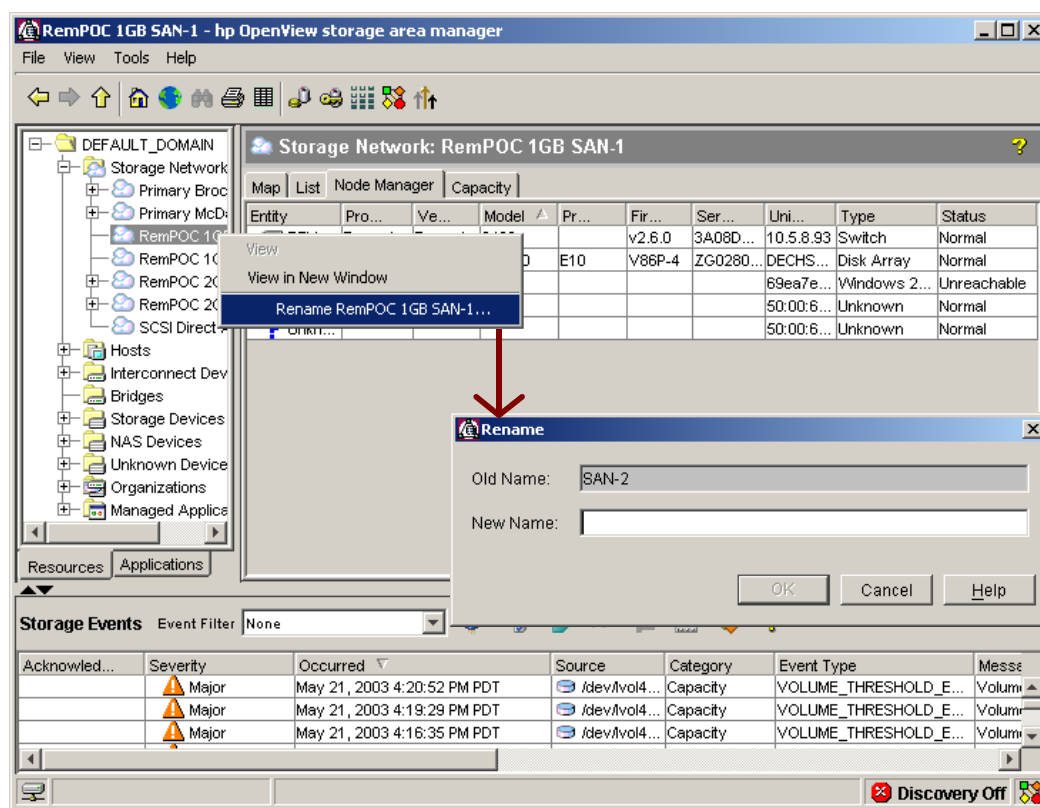 RemPOC 1GB SAN-1 - hp OpenView storage area manager
File View Tools Help
DEFAULT_DOMAIN
Storage Network
Primary Broc
Primary McDa
RemPOC 1G
RemPOC 1G
RemPOC 2G
RemPOC 2G
SCSI Direct
Hosts
Interconnect Dev
Bridges
Storage Devices
NAS Devices
Unknown Device
Organizations
Managed Applica
Resources Applications
View
View in New Window
Rename RemPOC 1GB SAN-1...
Storage Network: RemPOC 1GB SAN-1
Map List Node Manager Capacity
Entity Pro... Ve... Model Pr... Fir... Ser... Uni... Type Status
v2.6.0 3A08D... 10.5.8.93 Switch Normal
E10 V86P-4 ZG0280... DECHS... Disk Array Normal
69ea7e... Windows 2... Unreachable
50:00:6... Unknown Normal
Unkn... 50:00:6... Unknown Normal
Rename
Old Name: SAN-2
New Name:
OK Cancel Help
Storage Events Event Filter None
Acknowled... Severity Occurred Source Category Event Type Messa
Major May 21, 2003 4:20:52 PM PDT /dev/lvol4... Capacity VOLUME_THRESHOLD_E... Volum
Major May 21, 2003 4:19:29 PM PDT /dev/lvol4... Capacity VOLUME_THRESHOLD_E... Volum
Major May 21, 2003 4:16:35 PM PDT /dev/lvol4... Capacity VOLUME_THRESHOLD_E... Volum
Discovery Off